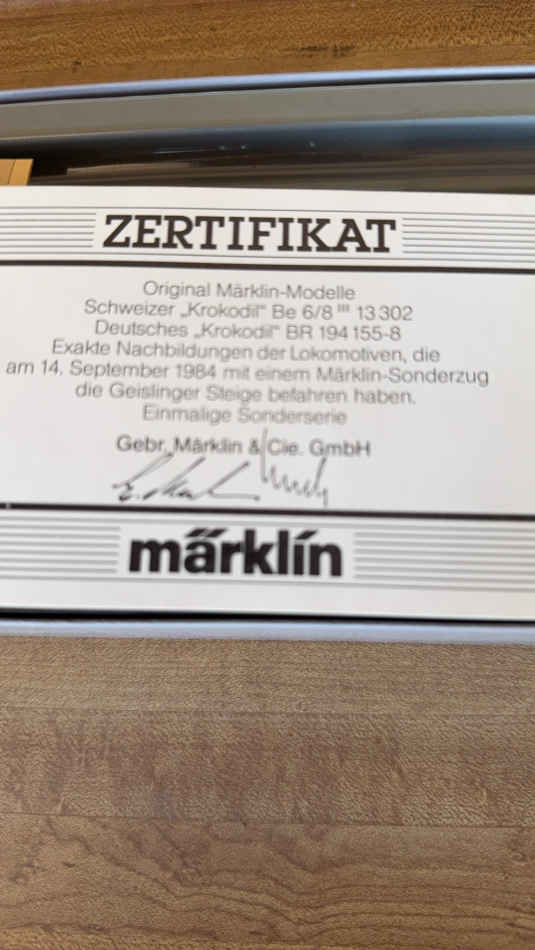 ZERTIFIKAT
Original Märklin-Modelle
Schweizer „Krokodil" Be 6/8 III 13 302
Deutsches „Krokodil" BR 194 155-8
Exakte Nachbildungen der Lokomotiven, die
am 14. September 1984 mit einem Märklin-Sonderzug
die Geislinger Steige befahren haben.
Einmalige Sonderserie
Gebr. Märklin & Cie. GmbH
märklin